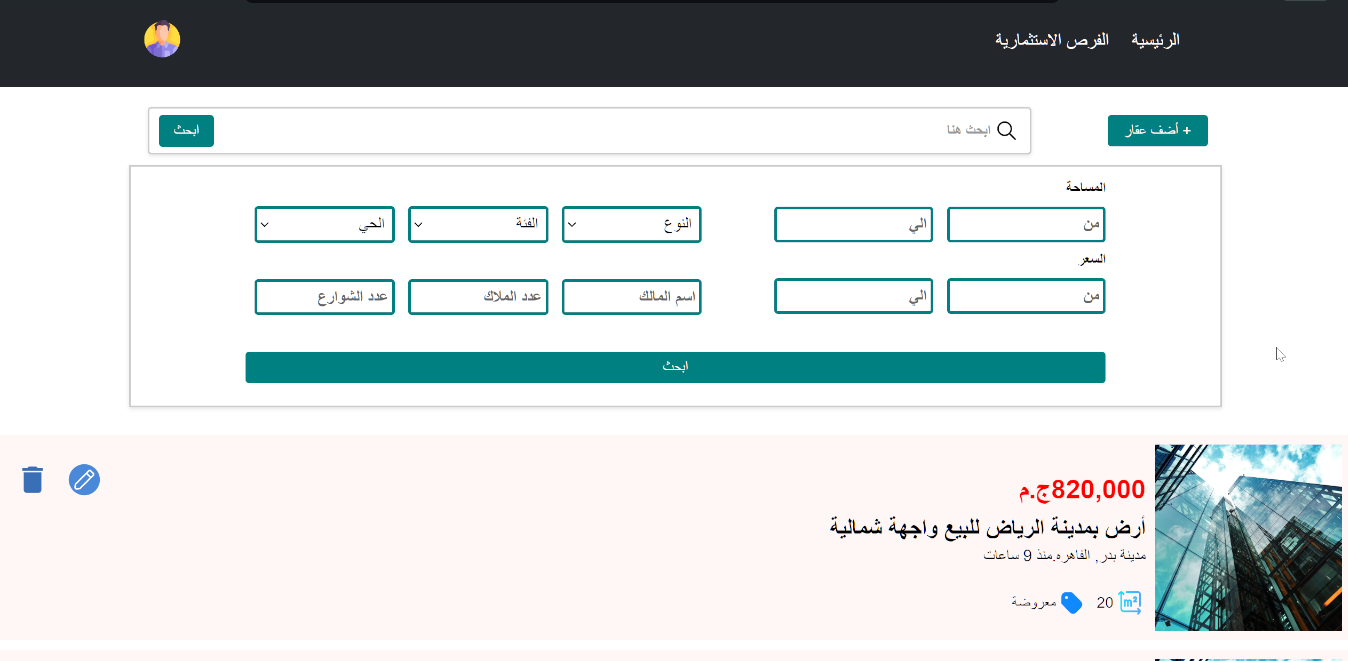 الرئيسية الفرص الاستثمارية
+ أضف عقار
ابحث هنا
ابحث
المساحة
من الي
النوع الفئة الحي
السعر
من الي
اسم المالك عدد الملاك عدد الشوارع
ابحث
820,000ج.م
أرض بمدينة الرياض للبيع واجهة شمالية
مدينة بدر, القاهره.منذ 9 ساعات
m² 20 معروضة